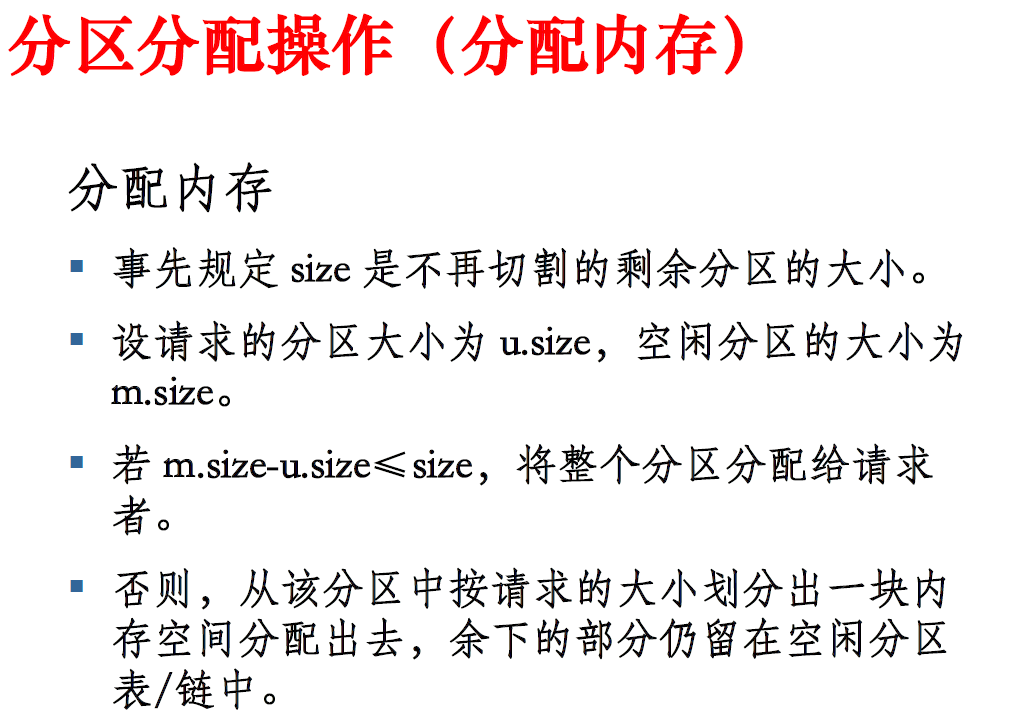 分区分配操作（分配内存）
分配内存
▪ 事先规定 size 是不再切割的剩余分区的大小。
▪ 设请求的分区大小为 u.size，空闲分区的大小为
m.size。
▪ 若 m.size-u.size≤size，将整个分区分配给请求
者。
▪ 否则，从该分区中按请求的大小划分出一块内
存空间分配出去，余下的部分仍留在空闲分区
表/链中。